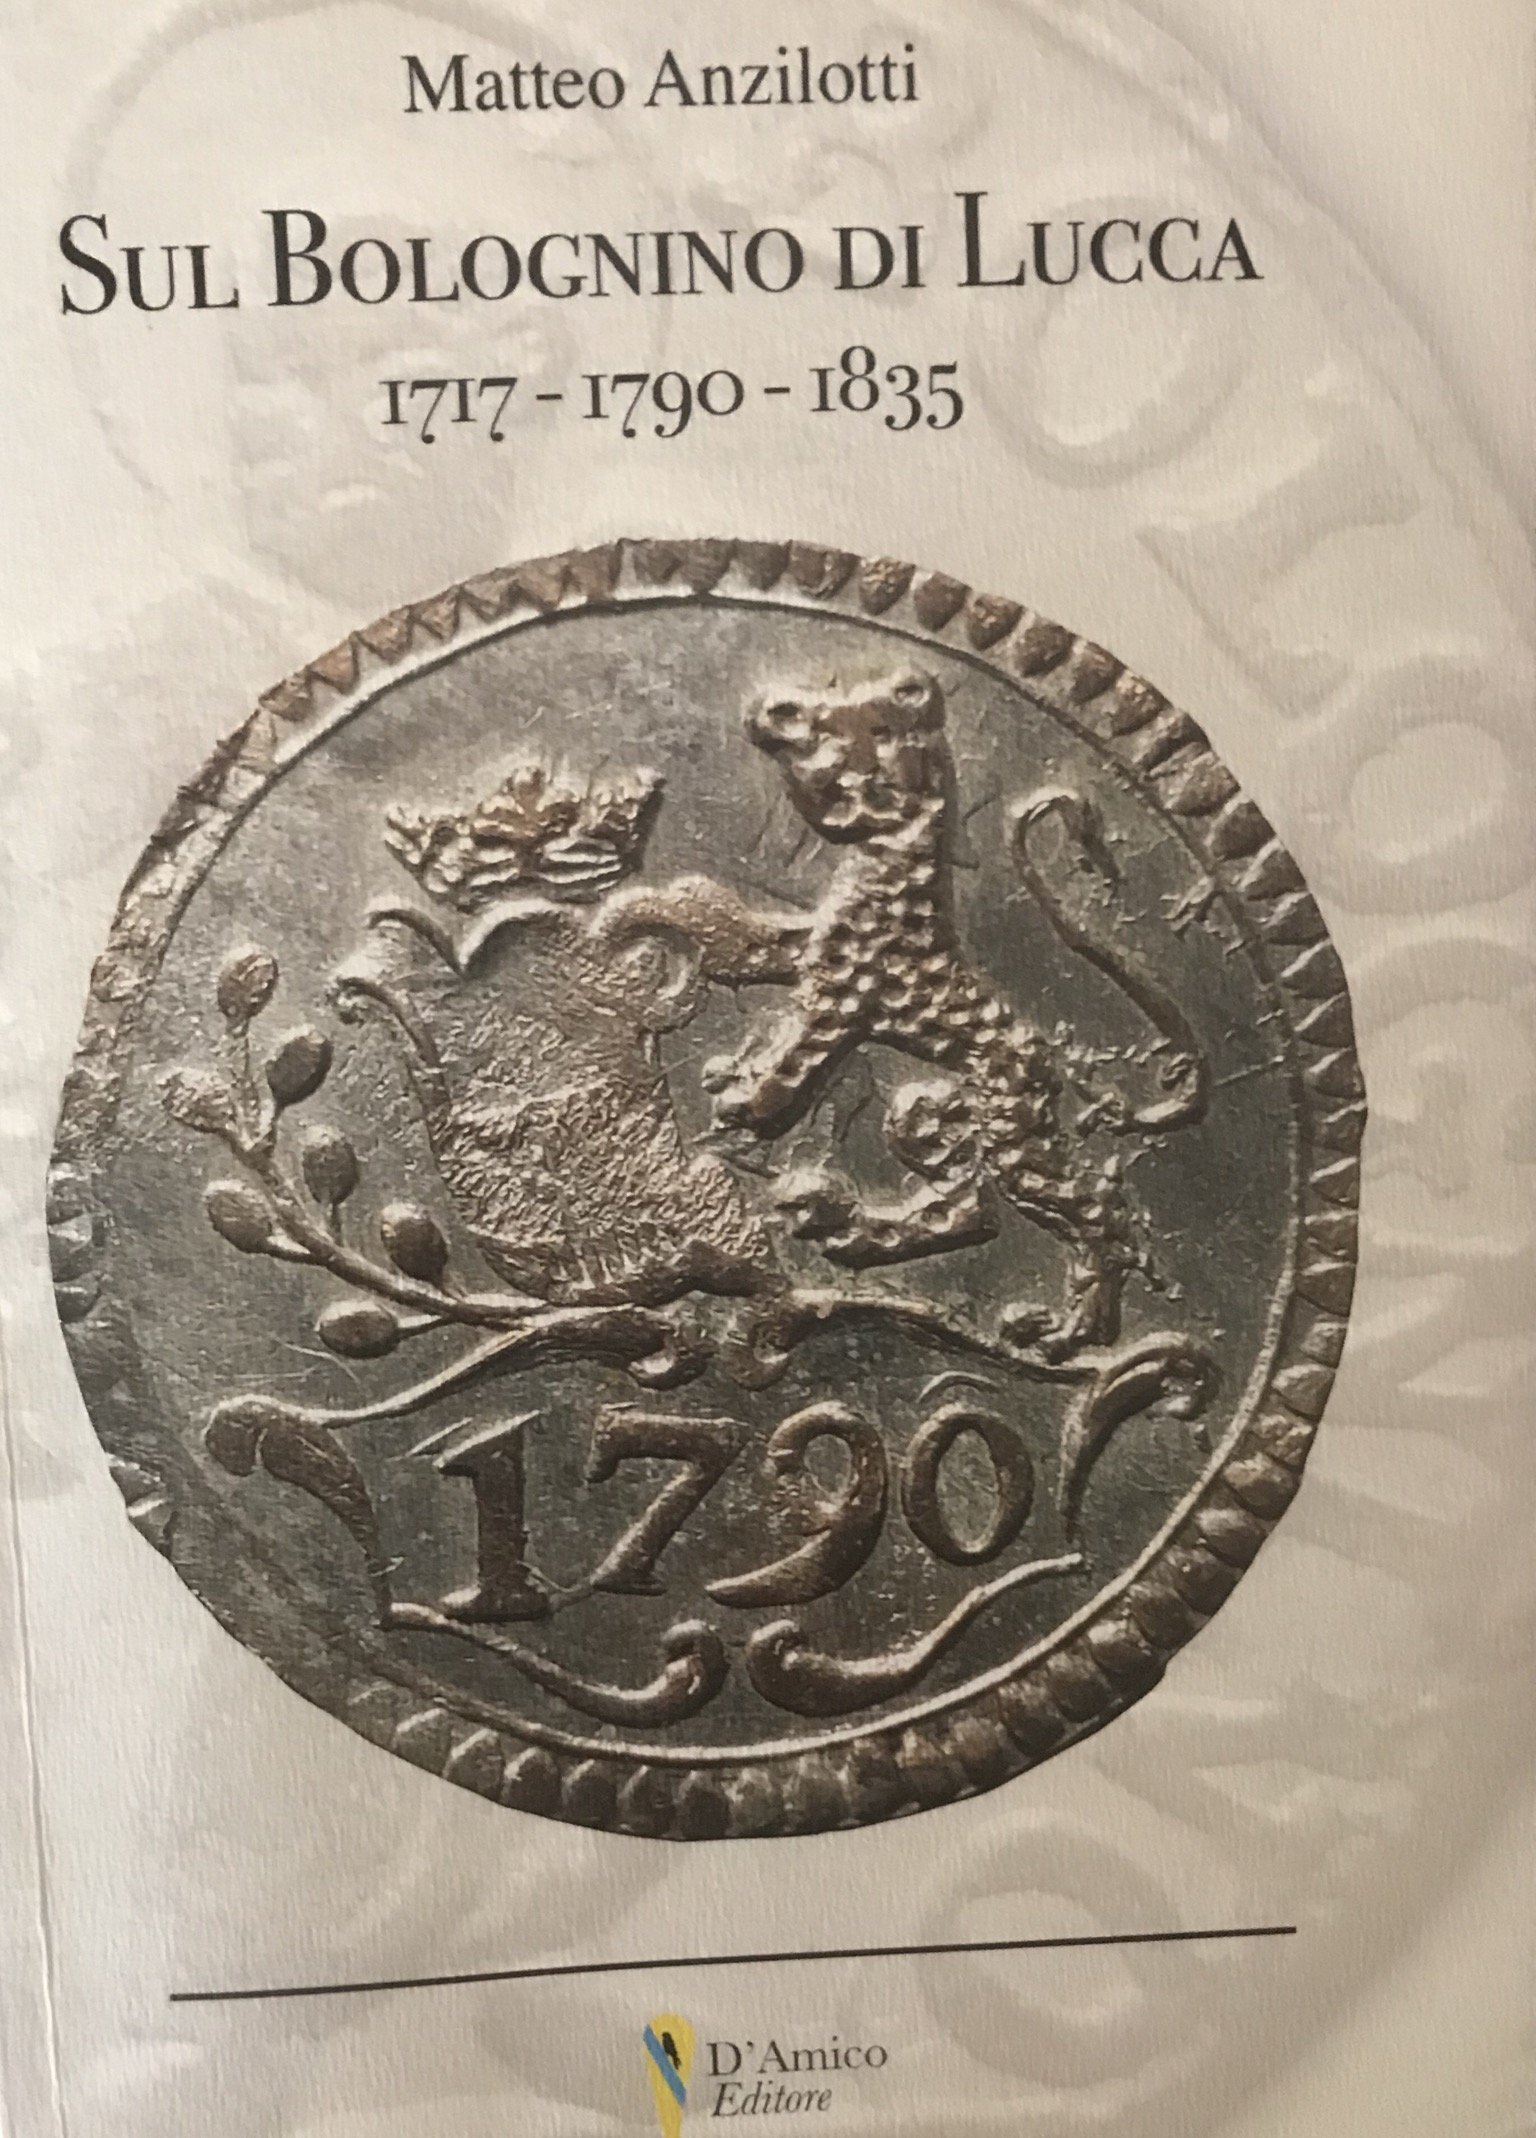 Matteo Anzilotti
Sul Bolognino di Lucca
1717 - 1790 - 1835
1790
D'Amico
Editore